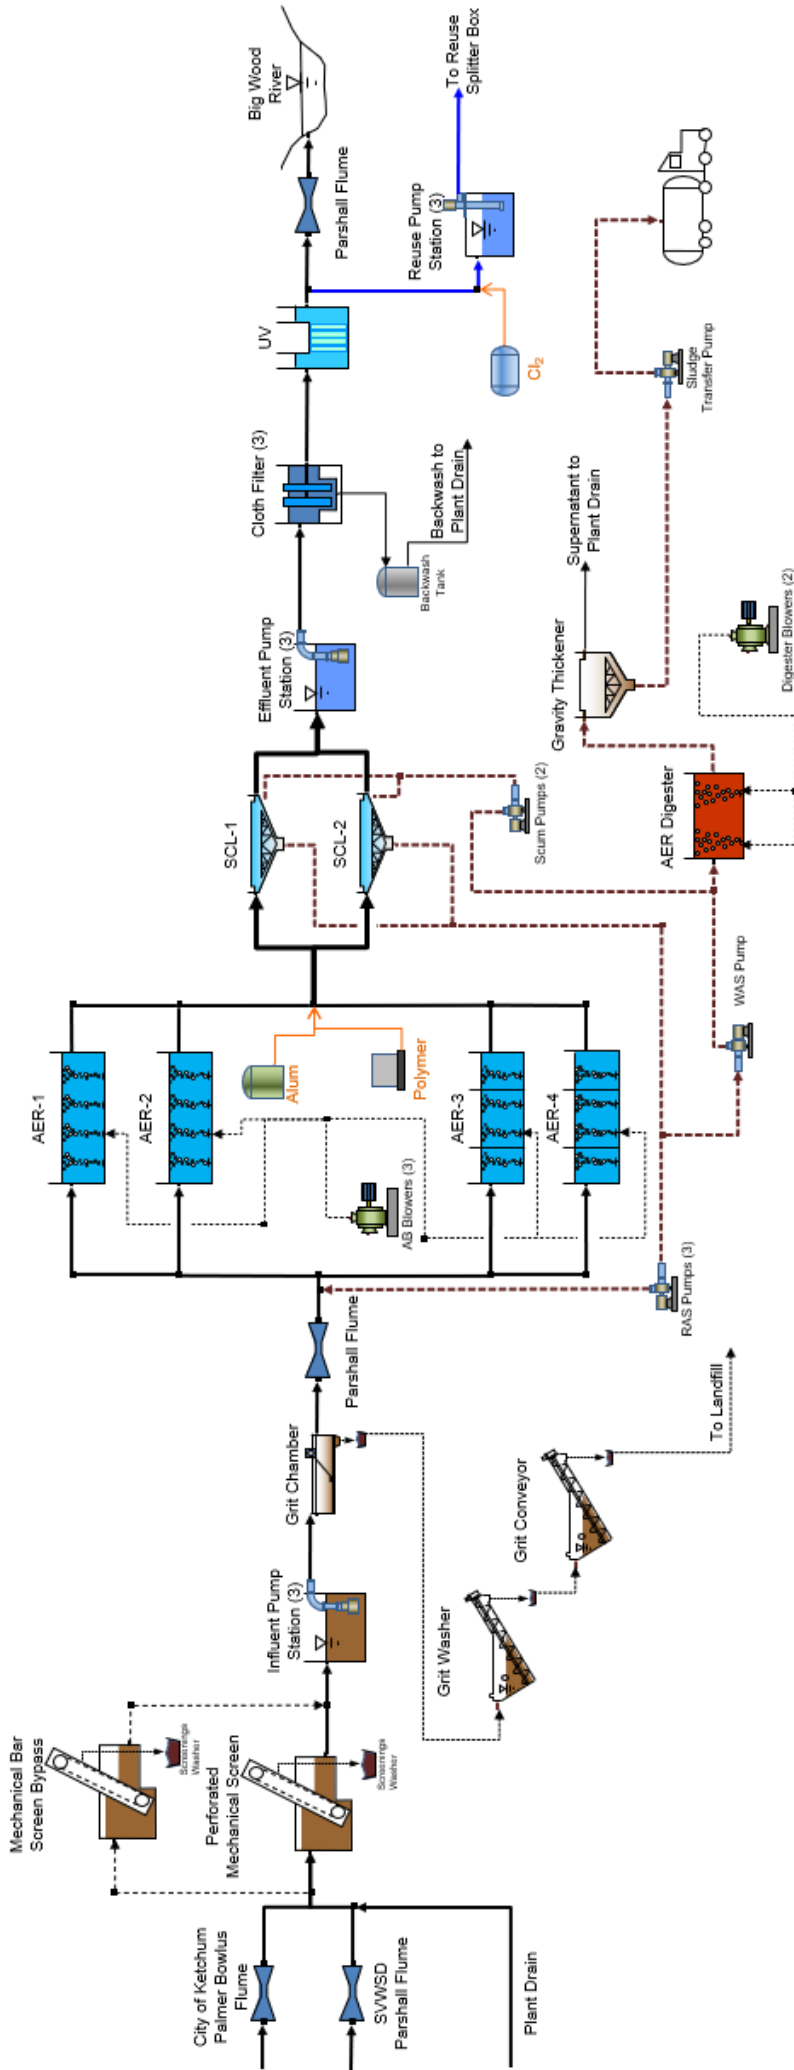 City of Ketchum
Palmer Bowlus
Flume
SVWSD
Parshall Flume
Plant Drain
Mechanical Bar
Screen Bypass
Screenings
Washer
Perforated
Mechanical Screen
Screenings
Washer
Influent Pump
Station (3)
Grit Chamber
Parshall Flume
Grit Washer
Grit Conveyor
To Landfill
AER-1
AER-2
AER-3
AER-4
AB Blowers (3)
Alum
Polymer
RAS Pumps (3)
WAS Pump
SCL-1
SCL-2
Scum Pumps (2)
Effluent Pump
Station (3)
Cloth Filter (3)
Backwash
Tank
Backwash to
Plant Drain
UV
Parshall Flume
Big Wood
River
Cl2
Reuse Pump
Station (3)
To Reuse
Splitter Box
AER Digester
Digester Blowers (2)
Gravity Thickener
Supernatant to
Plant Drain
Sludge
Transfer Pump